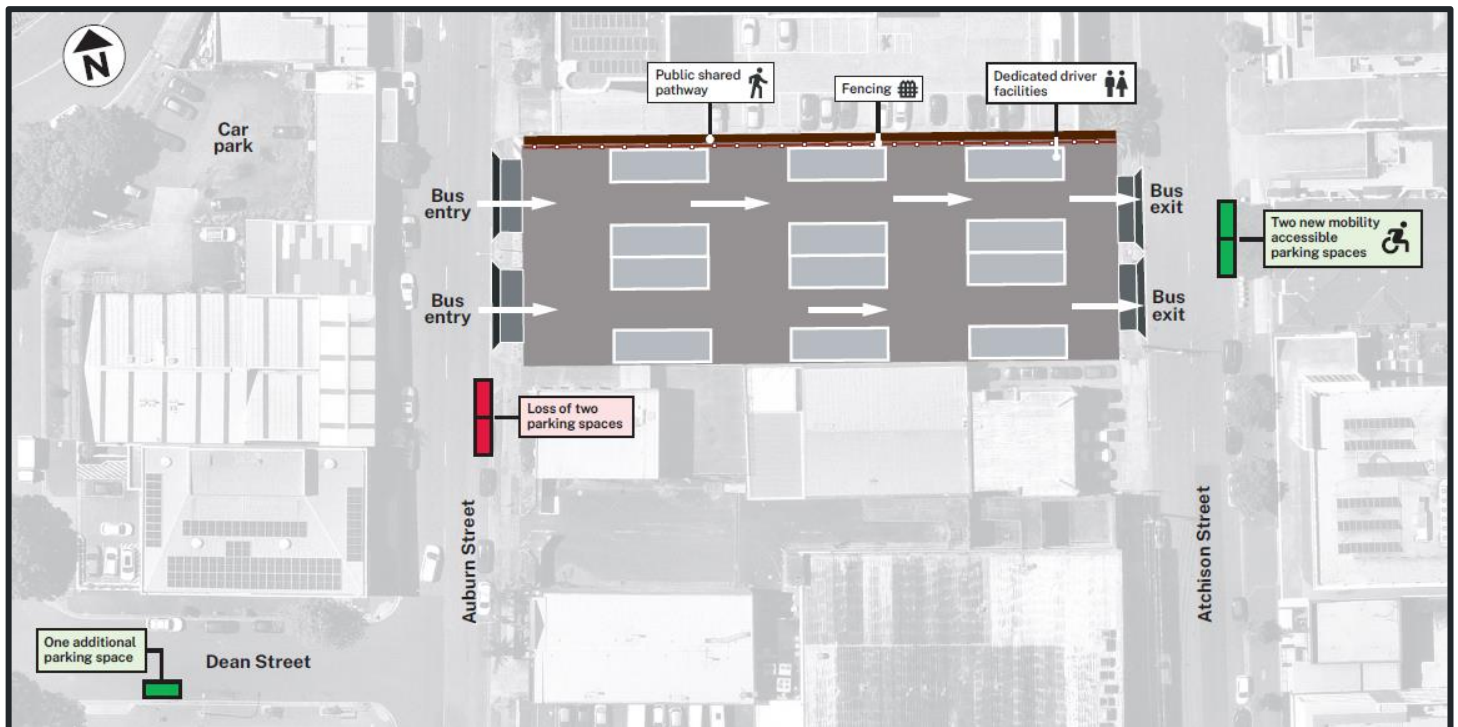 N
Public shared
pathway
Fencing
Dedicated driver
facilities
Car
park
Bus
entry
Bus
exit
Two new mobility
accessible
parking spaces
Bus
entry
Bus
exit
Loss of two
parking spaces
Auburn Street
Atchison Street
One additional
parking space
Dean Street